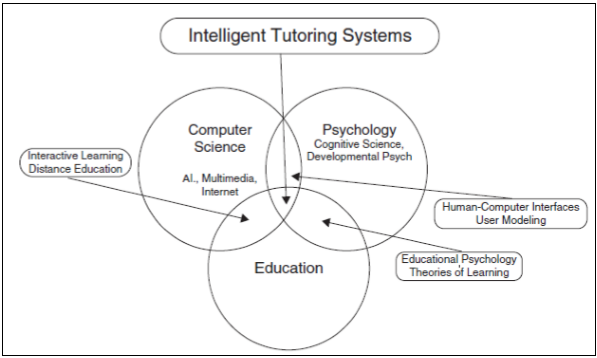 Intelligent Tutoring Systems
Computer
Science
AI., Multimedia,
Internet
Psychology
Cognitive Science,
Developmental Psych
Interactive Learning
Distance Education
Human-Computer Interfaces
User Modeling
Educational Psychology
Theories of Learning
Education